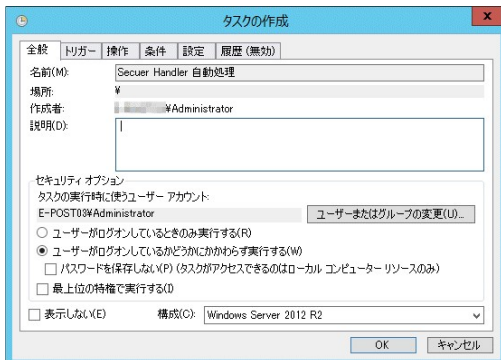 タスクの作成
x
全般 トリガー 操作 条件 設定 履歴 (無効)
名前(M): Secuer Handler 自動処理
場所: ¥
作成者: ¥Administrator
説明(D):
セキュリティ オプション
タスクの実行時に使うユーザー アカウント:
E-POST03¥Administrator ユーザーまたはグループの変更(U)...
ユーザーがログオンしているときのみ実行する(R)
ユーザーがログオンしているかどうかにかかわらず実行する(W)
パスワードを保存しない(P) (タスクがアクセスできるのはローカル コンピューター リソースのみ)
最上位の特権で実行する(I)
表示しない(E) 構成(C): Windows Server 2012 R2
OK キャンセル